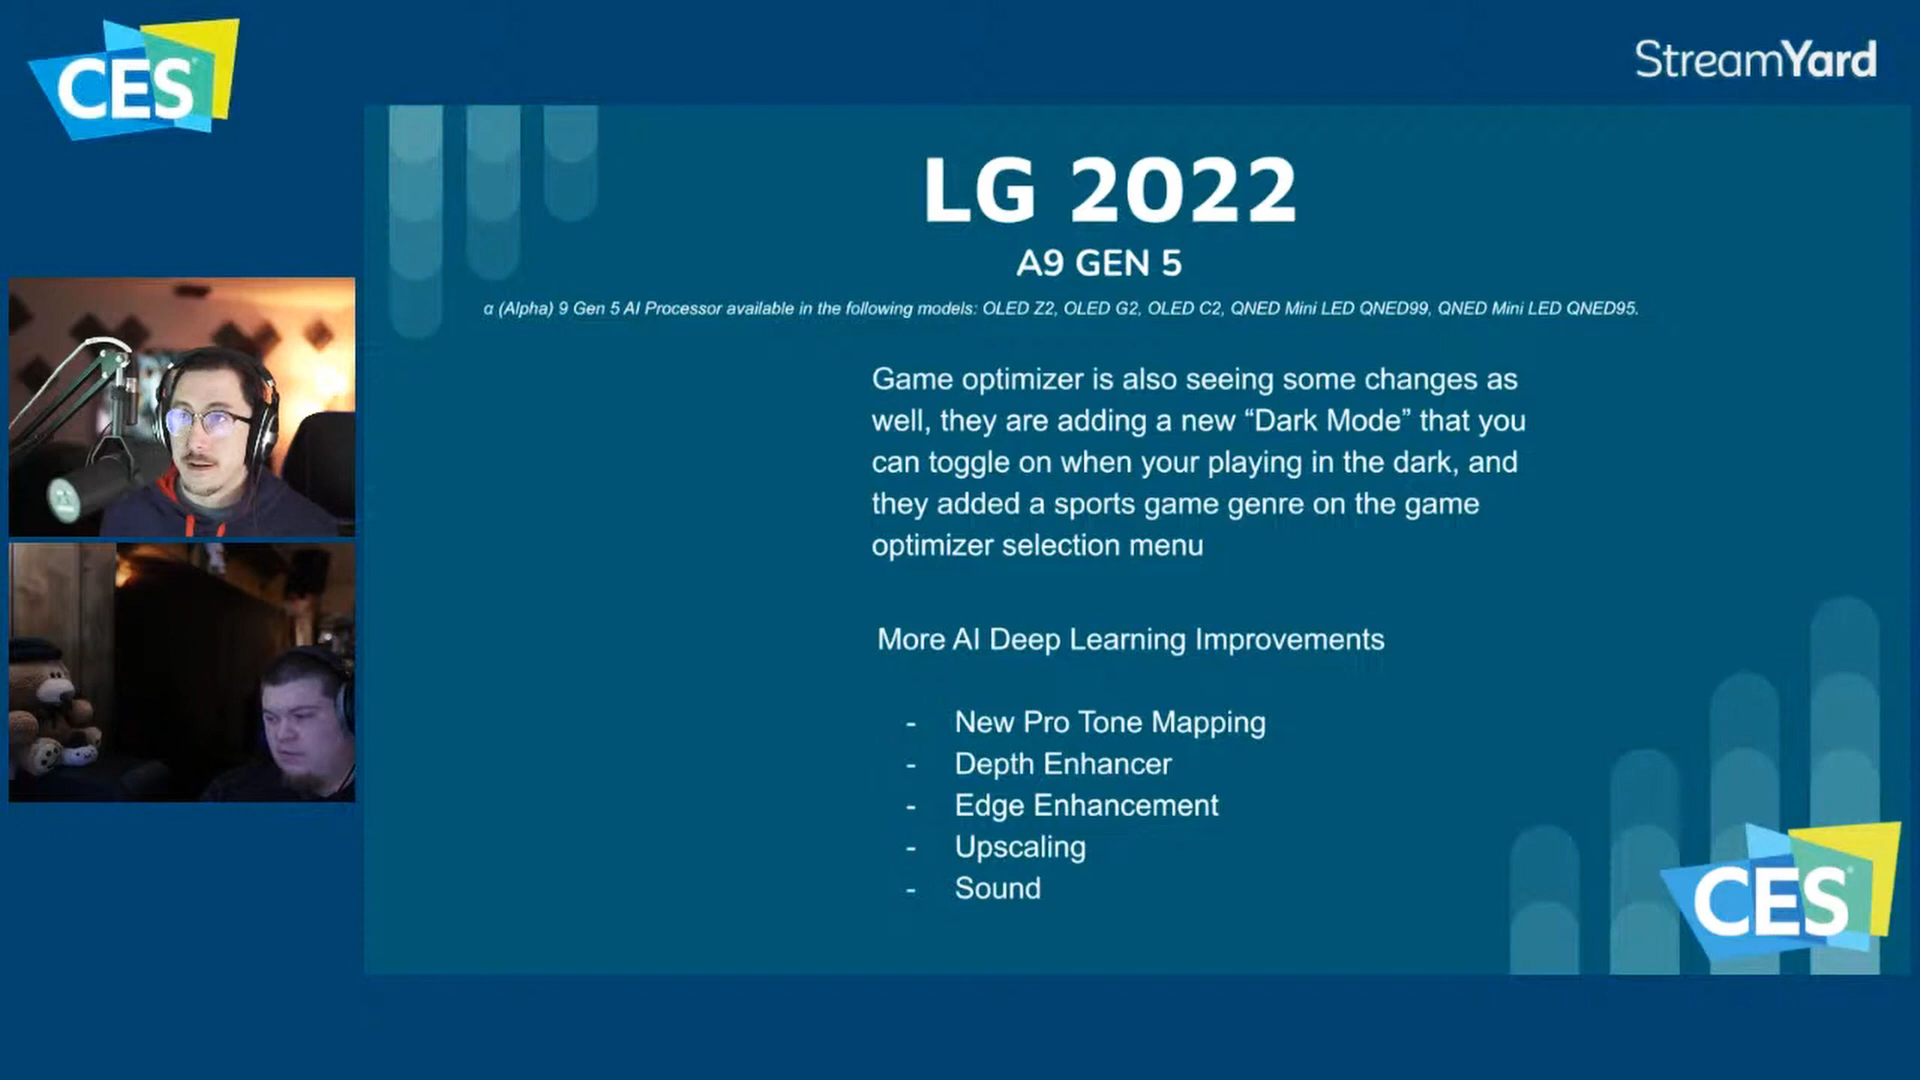 CES
StreamYard
LG 2022
A9 GEN 5
α (Alpha) 9 Gen 5 AI Processor available in the following models: OLED Z2, OLED G2, OLED C2, QNED Mini LED QNED99, QNED Mini LED QNED95.
Game optimizer is also seeing some changes as
well, they are adding a new “Dark Mode” that you
can toggle on when your playing in the dark, and
they added a sports game genre on the game
optimizer selection menu
More AI Deep Learning Improvements
- New Pro Tone Mapping
- Depth Enhancer
- Edge Enhancement
- Upscaling
- Sound
CES